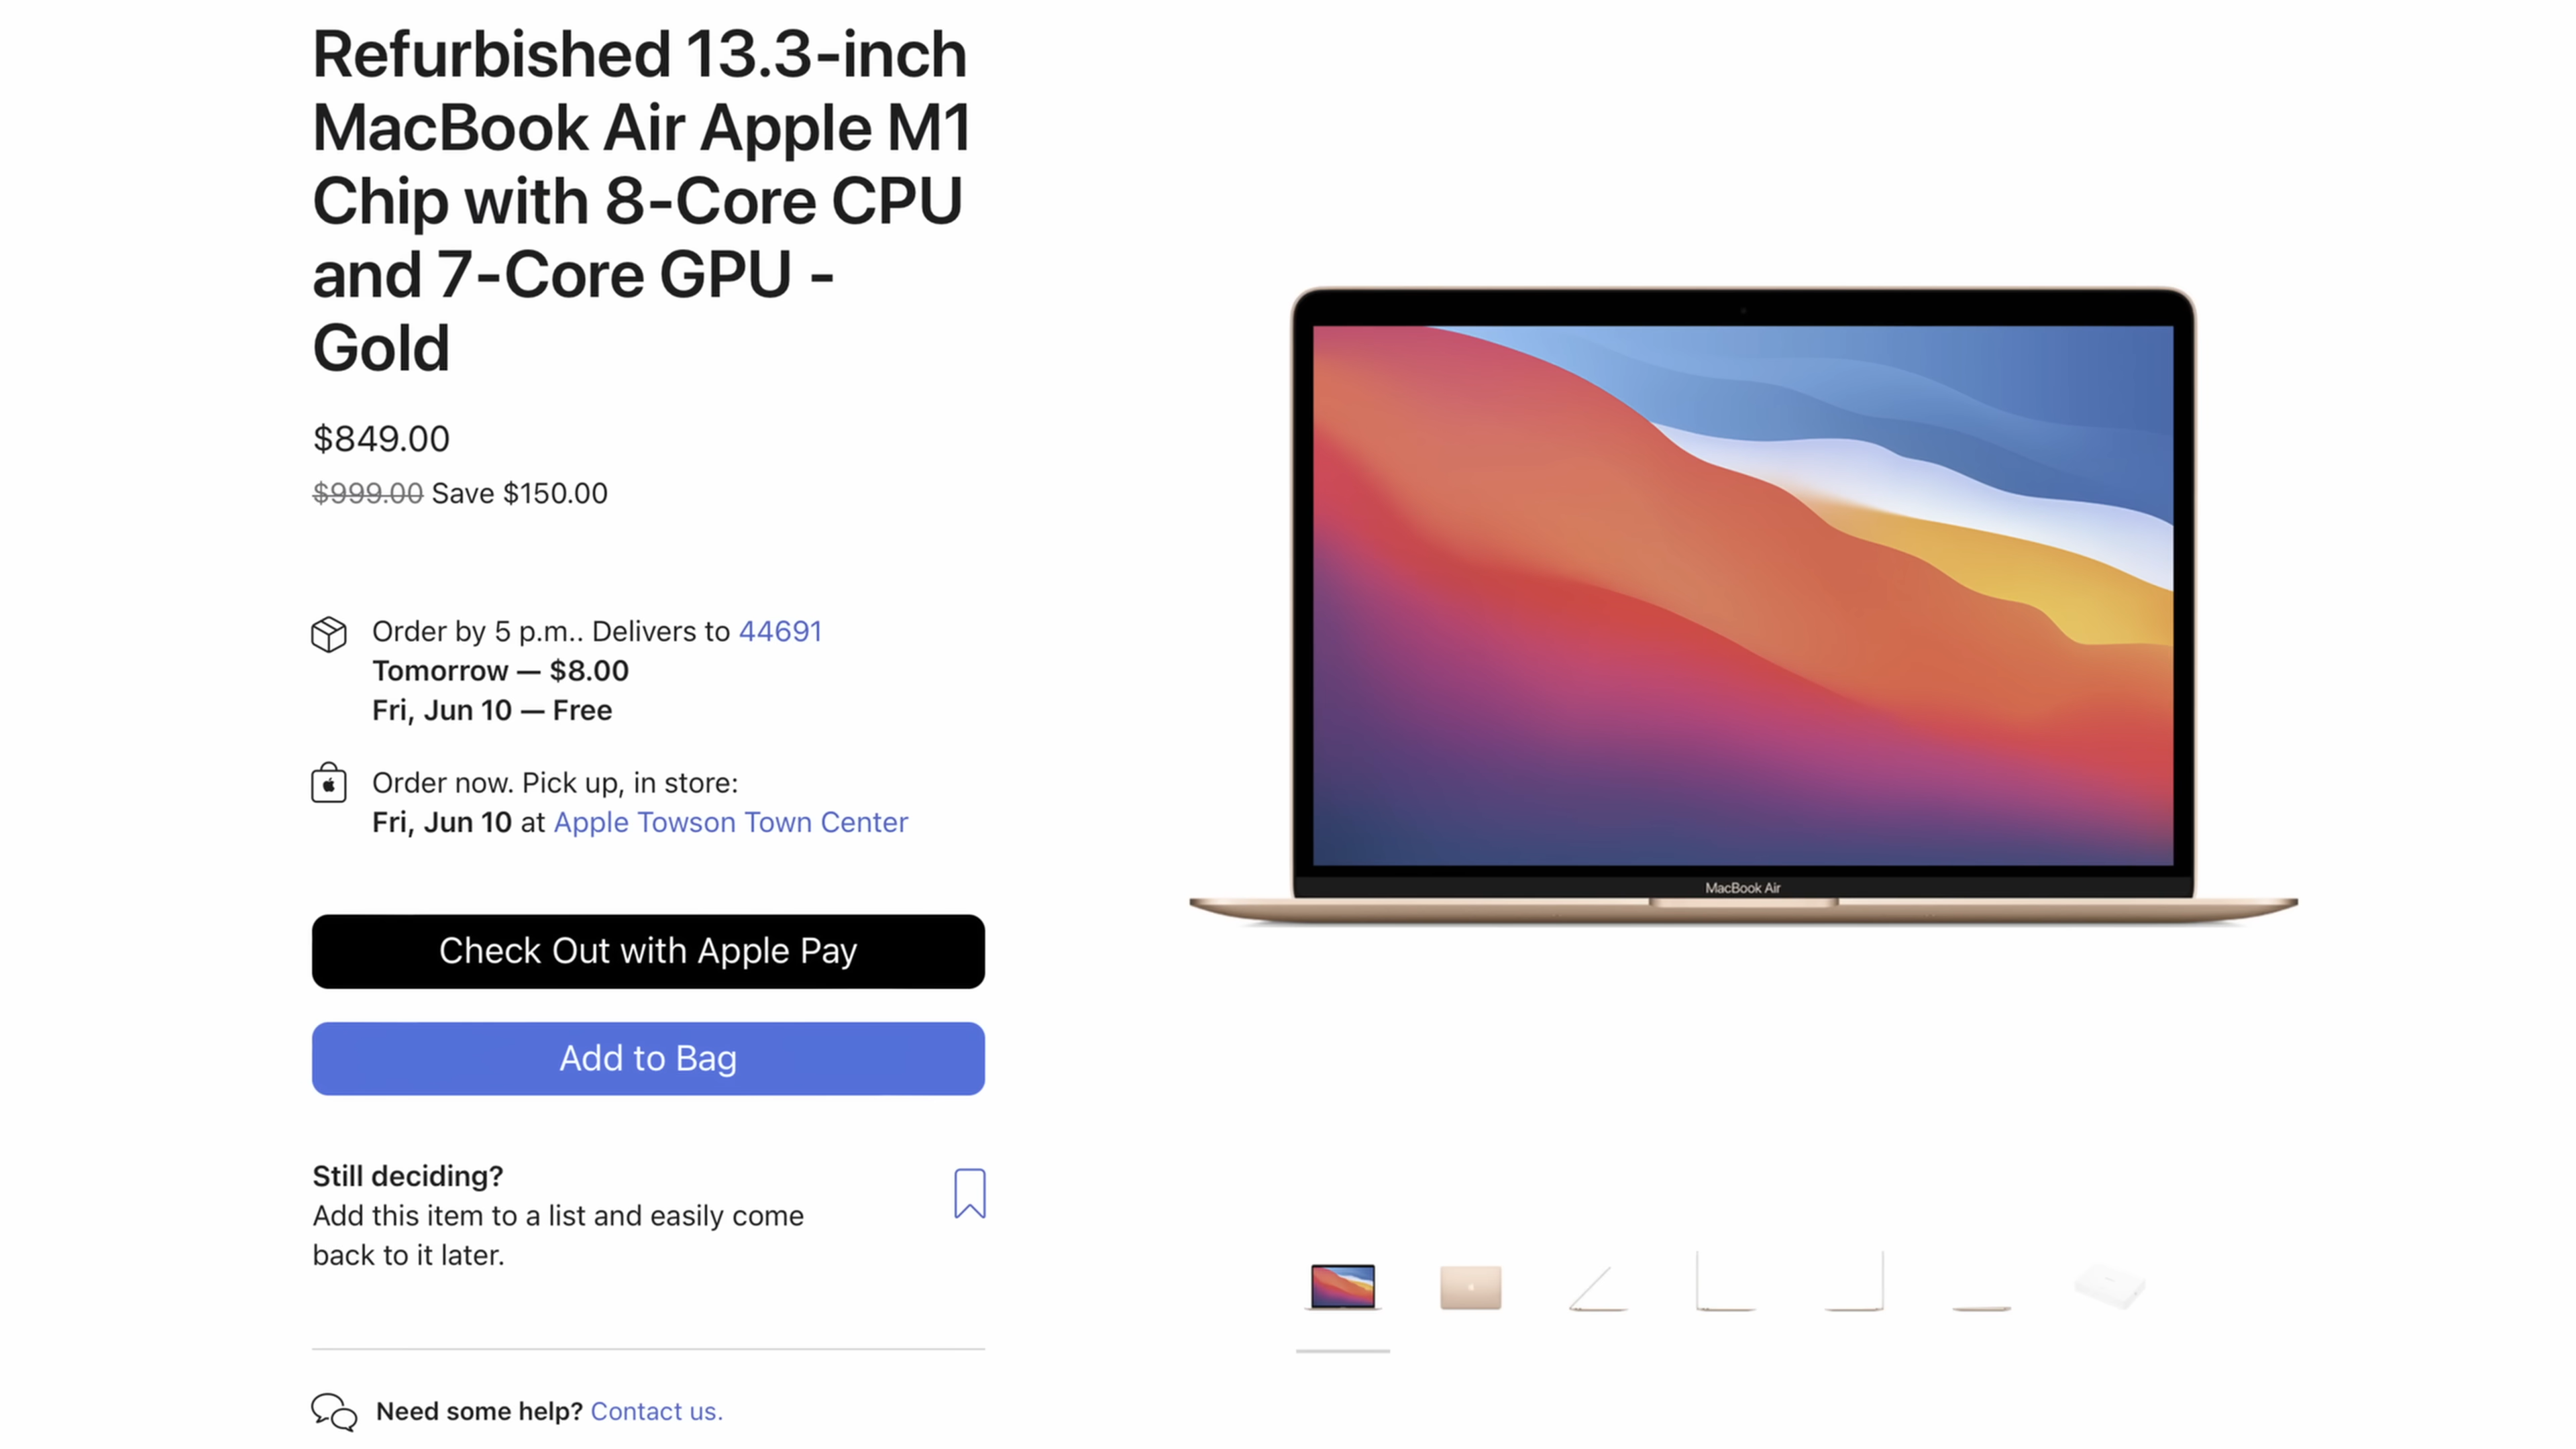 Refurbished 13.3-inch
MacBook Air Apple M1
Chip with 8-Core CPU
and 7-Core GPU -
Gold
$849.00
$999.00 Save $150.00
Order by 5 p.m.. Delivers to 44691
Tomorrow — $8.00
Fri, Jun 10 — Free
Order now. Pick up, in store:
Fri, Jun 10 at Apple Towson Town Center
Check Out with Apple Pay
Add to Bag
Still deciding?
Add this item to a list and easily come
back to it later.
Need some help? Contact us.
MacBook Air